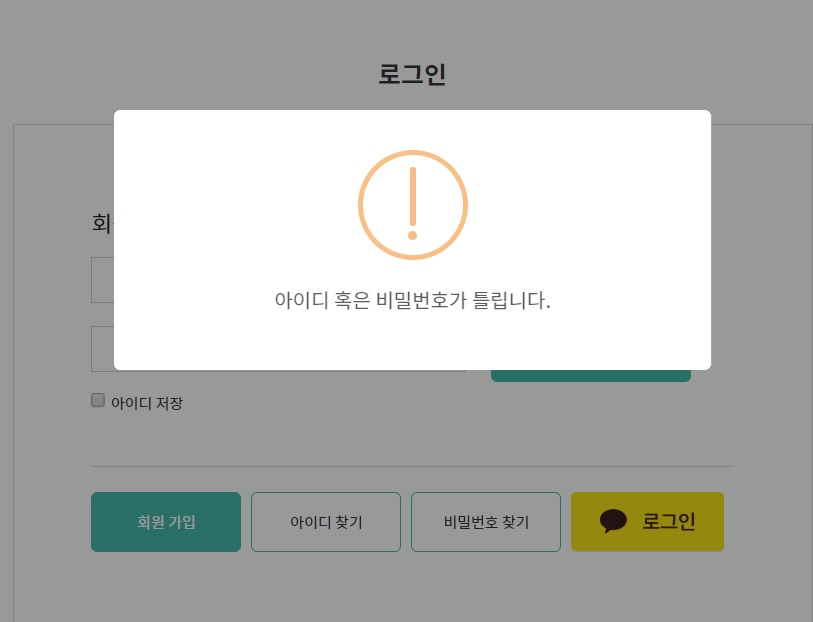 로그인
아이디 혹은 비밀번호가 틀립니다.
아이디 저장
회원 가입
아이디 찾기
비밀번호 찾기
로그인